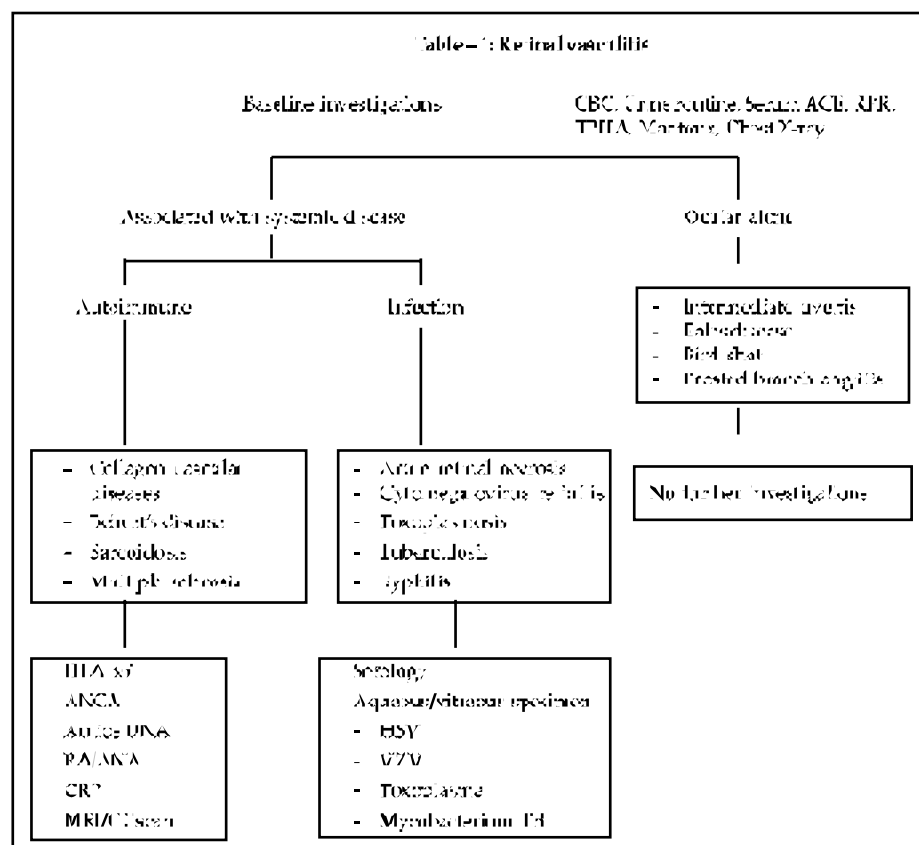 Table – : Retinal vasculitis
Baseline investigations
CBC, Urine routine, Serum ACE, RPR,
TPHA, Mantoux, Chest X-ray
Associated with systemic disease
Ocular alone
Autoimmune
Infection
- Intermediate uveitis
- Eales disease
- Bird shot
- Frosted branch angiitis
- Collagen vascular
diseases
- Behcet's disease
- Sarcoidosis
- Multiple sclerosis
- Acute retinal necrosis
- Cytomegalovirus retinitis
- Toxoplasmosis
- Tuberculosis
- Syphilis
No further investigations
HLA
ANCA
Anti ds DNA
RA/ANA
CRP
MRI/CT scan
Serology
Aqueous/vitreous specimen
- HSV
- VZV
- Toxoplasma
- Mycobacterium